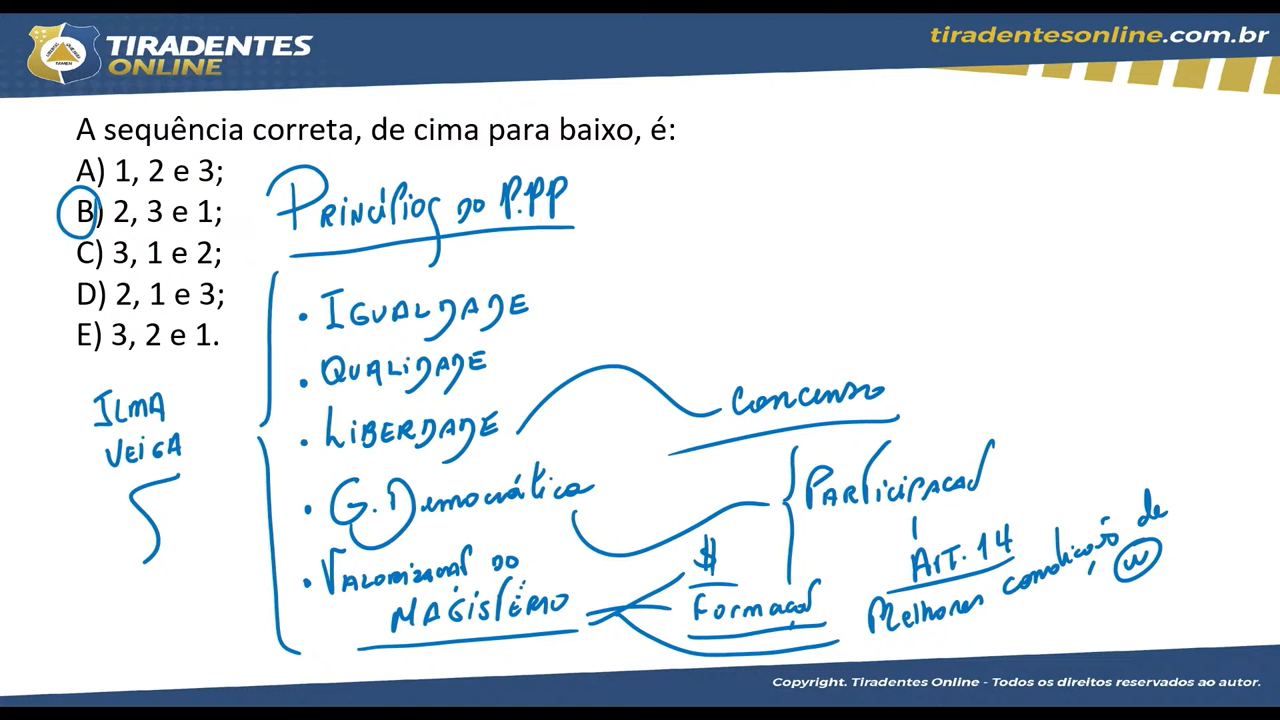 TIRADENTES
ONLINE
tiradentesonline.com.br
A sequência correta, de cima para baixo, é:
A) 1, 2 e 3;
B) 2, 3 e 1;
C) 3, 1 e 2;
D) 2, 1 e 3;
E) 3, 2 e 1.
PRINCÍPIOS DO P.PP
• IGUALDADE
• QUALIDADE
• LIBERDADE
CONCENSO
ILMA
VEIGA
• G. Democrática
PARTICIPAÇÃO
ART. 14
• VALORIZAÇÃO DO
MAGISTÉRIO
$
Formação
Melhores condição de
W
Copyright. Tiradentes Online - Todos os direitos reservados ao autor.